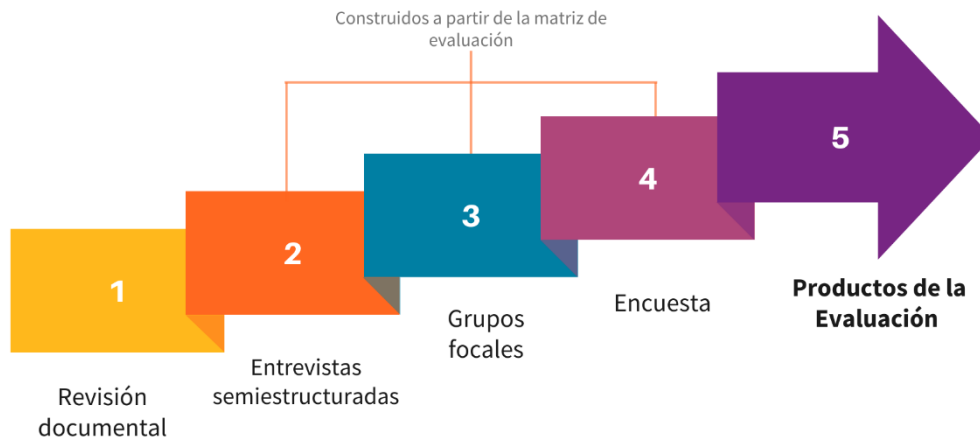 Construidos a partir de la matriz de
evaluación
1
2
3
4
5
Revisión
documental
Entrevistas
semiestructuradas
Grupos
focales
Encuesta
Productos de la
Evaluación